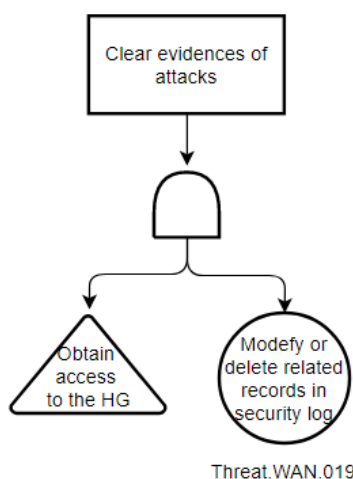 Clear evidences of
attacks
Obtain
access
to the HG
Modefy or
delete related
records in
security log
Threat.WAN.019